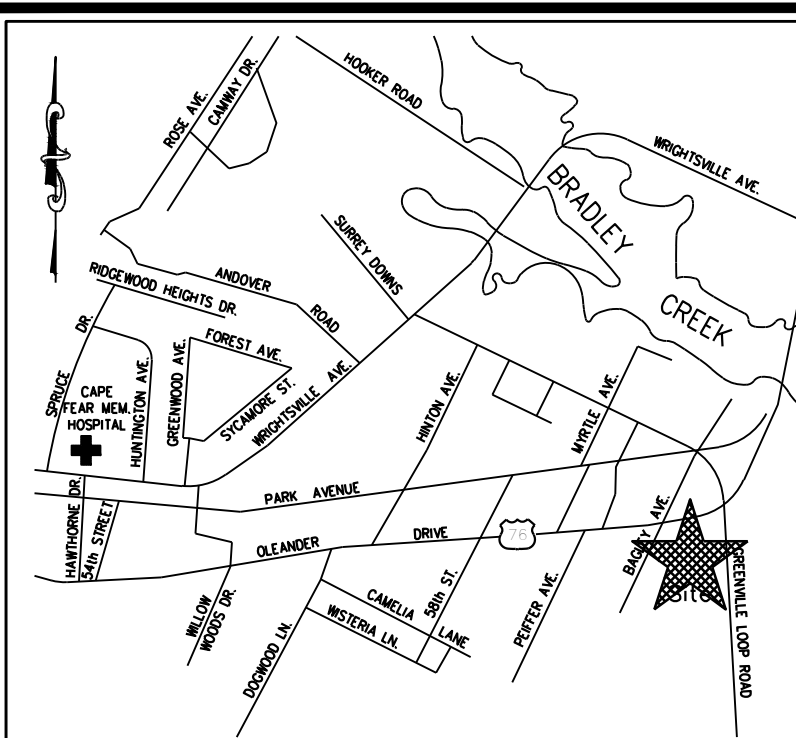 HOOKER ROAD
ROSE AVE.
CAMWAY DR.
WRIGHTSVILLE AVE.
BRADLEY
CREEK
SURREY DOWNS
ANDOVER
ROAD
RIDGEWOOD HEIGHTS DR.
FOREST AVE.
SPRUCE
DR.
CAPE
FEAR MEM.
HOSPITAL
HUNTINGTON AVE.
GREENWOOD AVE.
SYCAMORE ST.
WRIGHTSVILLE AVE.
HINTON AVE.
MYRTLE
AVE.
PARK AVENUE
HAWTHORNE DR.
54th STREET
OLEANDER
DRIVE
76
BAGLEY
AVE.
Site
GREENVILLE LOOP ROAD
WILLOW
WOODS DR.
CAMELIA
LANE
WISTERIA LN.
58th ST.
PEIFFER AVE.
DOGWOOD LN.